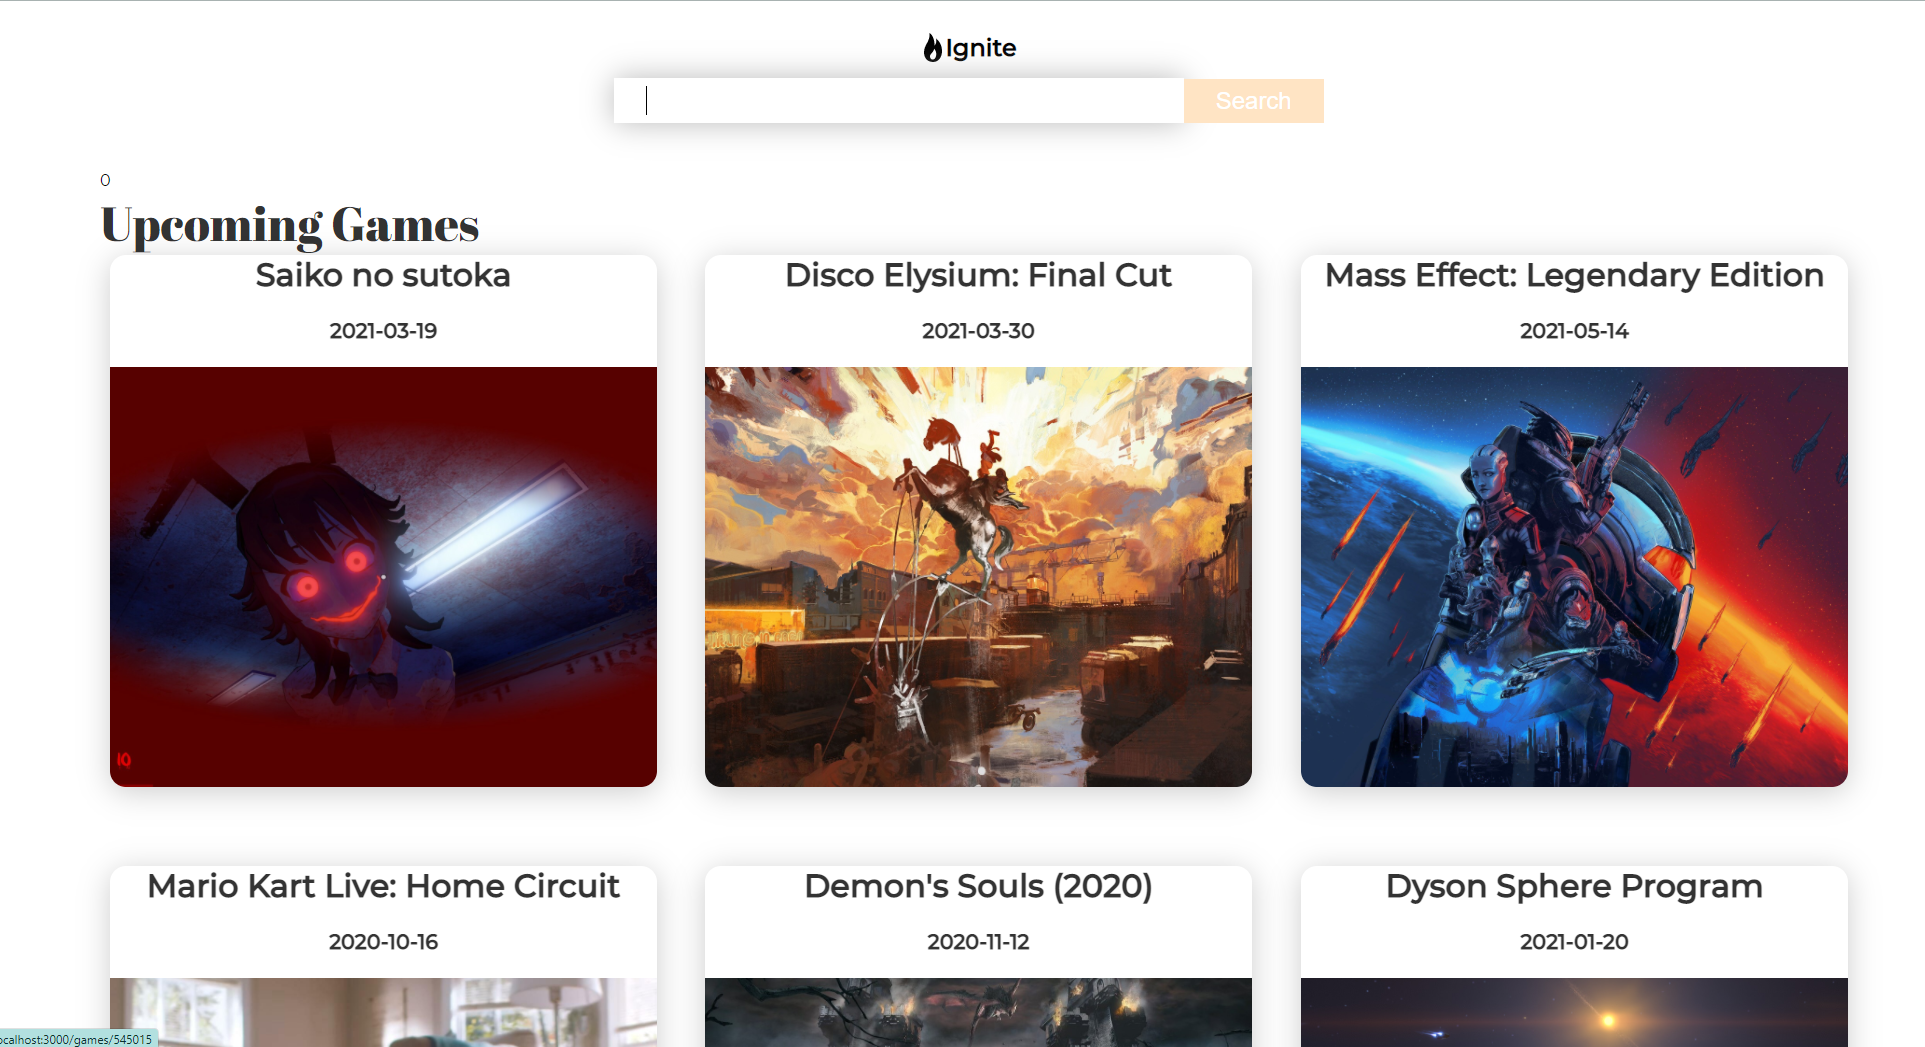 Ignite
Search
0
Upcoming Games
Saiko no sutoka
2021-03-19
Disco Elysium: Final Cut
2021-03-30
Mass Effect: Legendary Edition
2021-05-14
IQ
Mario Kart Live: Home Circuit
2020-10-16
Demon's Souls (2020)
2020-11-12
Dyson Sphere Program
2021-01-20
ocalhost:3000/games/545015